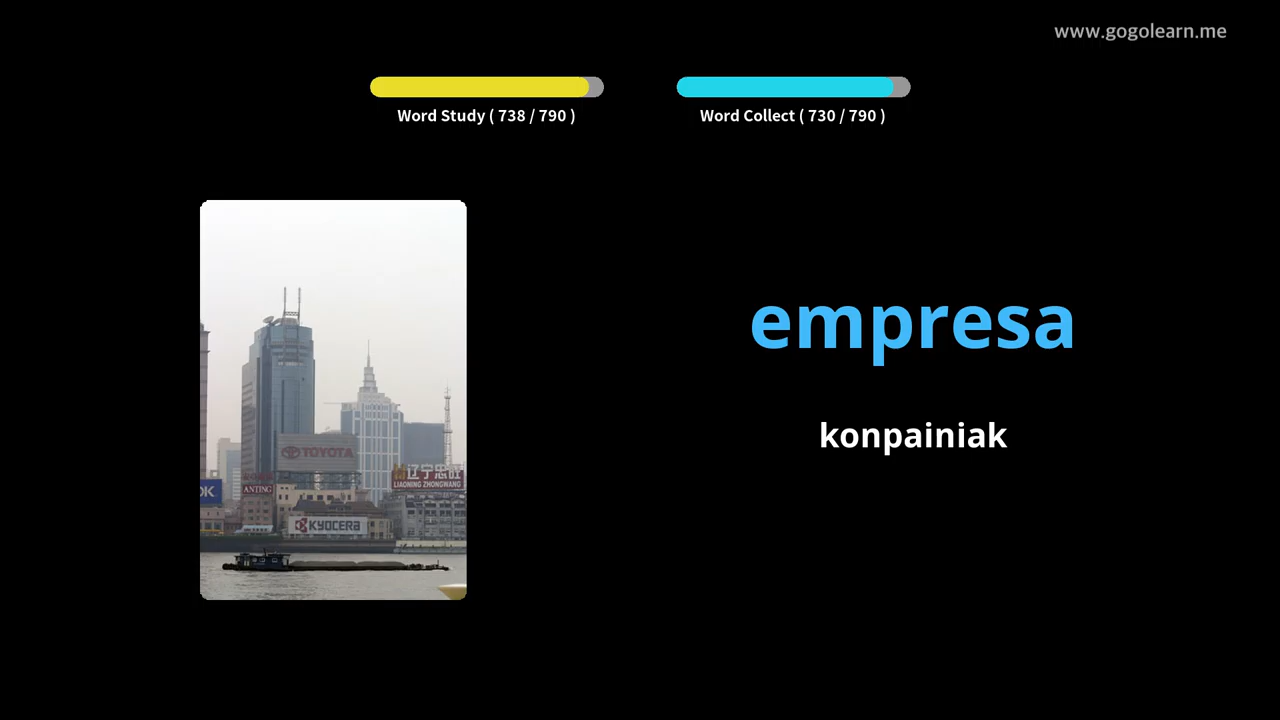 www.gogolearn.me
Word Study ( 738 / 790 )
Word Collect ( 730 / 790 )
empresa
konpainiak
TOYOTA
辽宁忠旺
LIAONING ZHONGWANG
ANTING
OK
KYOCERA